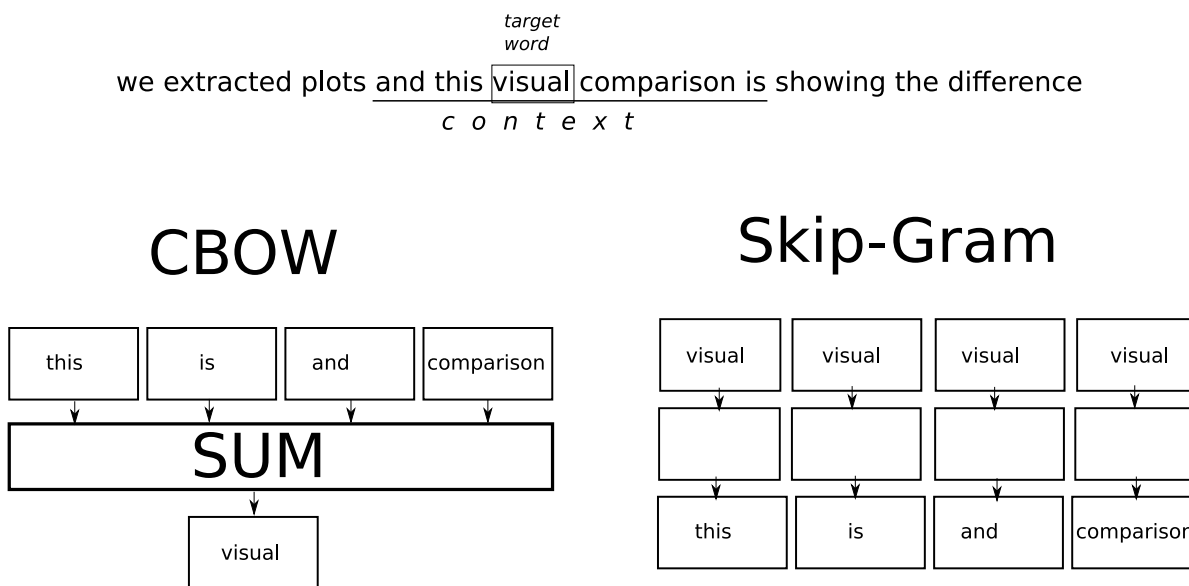 target
word
we extracted plots and this visual comparison is showing the difference
c o n t e x t
CBOW
this is and comparison
SUM
visual
Skip-Gram
visual visual visual visual
this is and comparison